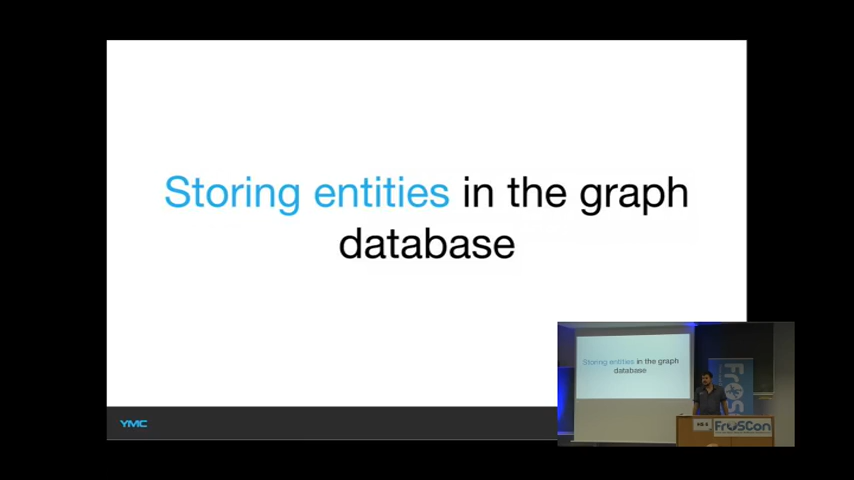 Storing entities in the graph
database
YMC
Storing entities in the graph
database
FrOSCon